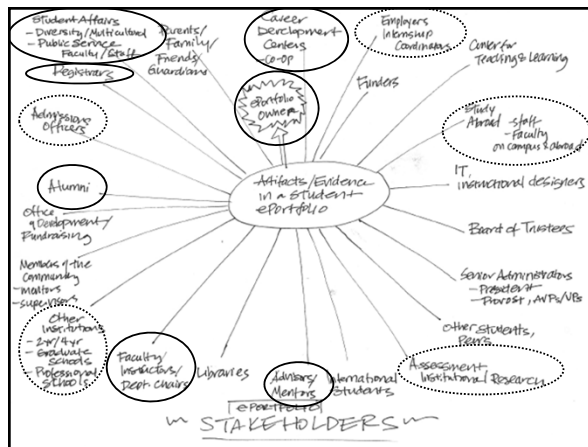 Student Affairs
- Diversity/Multicultural
- Public Service
Faculty/Staff
Registrars
Parents/
Family/
Friends/
Guardians
Career
Development
Centers
- Co-op
Employers
Internship
Coordinators
Center for
Teaching & Learning
Funders
ePortfolio
Owner
Admissions
Officers
Study
Abroad - Staff
- Faculty
on campus & abroad
Alumni
Artifacts/Evidence
in a Student
ePortfolio
IT,
Instructional designers
Office
of Development/
Fundraising
Board of Trustees
Members of the
Community
- mentors
- supervisors
Senior Administrators
- President
- Provost, AVPs/VPs
Other
Institutions
- 2yr/4yr
- Graduate
Schools
- Professional
Schools
Other Students,
Peers
Faculty/
Instructors/
Dept. Chairs
Libraries
Advisors/
Mentors
International
Students
Assessment,
Institutional Research
ePORTFOLIO
STAKEHOLDERS